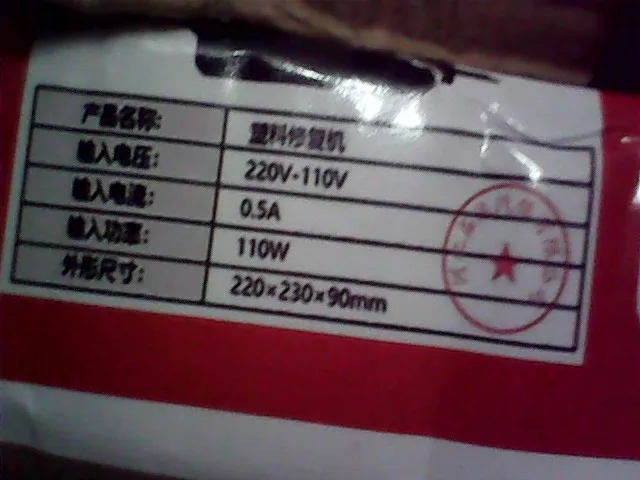 产品名称: 塑料修复机
输入电压: 220V-110V
输入电流: 0.5A
输入功率: 110W
外形尺寸: 220×230×90mm